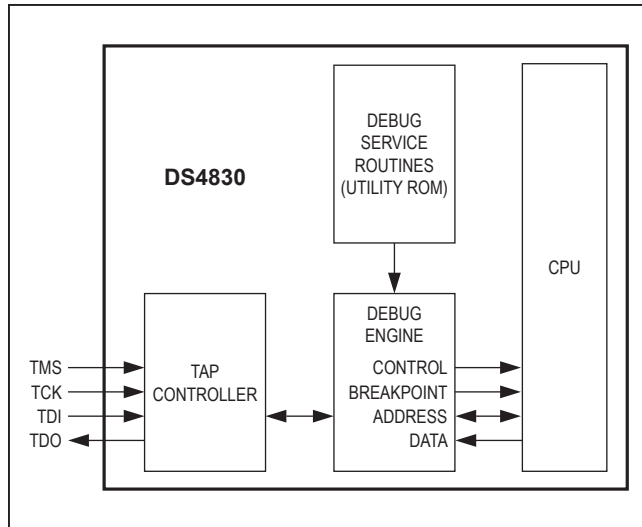 DS4830
DEBUG
SERVICE
ROUTINES
(UTILITY ROM)
CPU
TMS
TCK
TDI
TDO
TAP
CONTROLLER
DEBUG
ENGINE
CONTROL
BREAKPOINT
ADDRESS
DATA